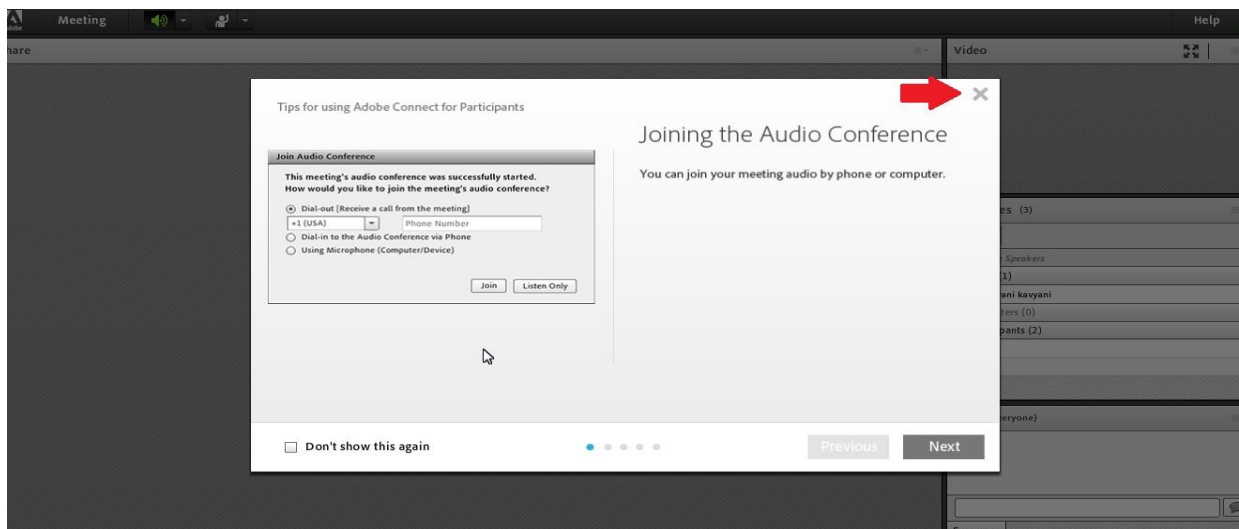 Adobe
Meeting
Help
hare
Video
Tips for using Adobe Connect for Participants
Joining the Audio Conference
You can join your meeting audio by phone or computer.
Join Audio Conference
This meeting's audio conference was successfully started.
How would you like to join the meeting's audio conference?
Dial-out [Receive a call from the meeting]
+1 (USA)
Phone Number
Dial-in to the Audio Conference via Phone
Using Microphone (Computer/Device)
Join
Listen Only
es (3)
Speakers
1)
ani kavyani
ters (0)
pants (2)
eryone)
Don't show this again
Previous
Next